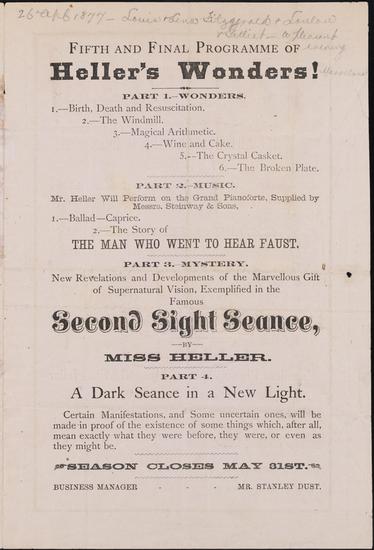 26 Apl 1877 — Louis
FIFTH AND FINAL PROGRAMME OF
Heller's Wonders!
PART 1.—WONDERS.
1.—Birth, Death and Resuscitation.
2.—The Windmill.
3.—Magical Arithmetic.
4.—Wine and Cake.
5.--The Crystal Casket.
6.—The Broken Plate.
PART 2.—MUSIC.
Mr. Heller Will Perform on the Grand Pianoforte, Supplied by
Messrs. Steinway & Sons,
1.—Ballad—Caprice.
2.—The Story of
THE MAN WHO WENT TO HEAR FAUST.
PART 3.—MYSTERY.
New Revelations and Developments of the Marvellous Gift
of Supernatural Vision, Exemplified in the
Famous
Second Sight Seance,
—BY—
MISS HELLER.
PART 4.
A Dark Seance in a New Light.
Certain Manifestations, and Some uncertain ones, will be
made in proof of the existence of some things which, after all,
mean exactly what they were before, they were, or even as
they might be.
SEASON CLOSES MAY 31ST.
BUSINESS MANAGER - - - MR. STANLEY DUST.